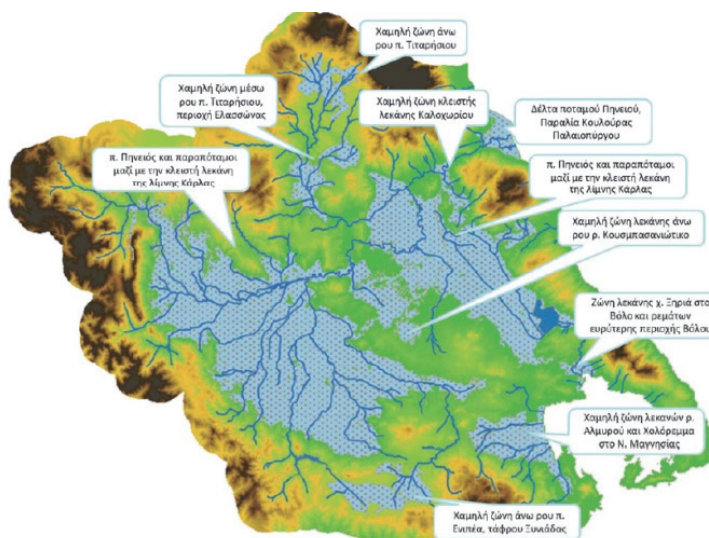 Χαμηλή ζώνη άνω
ρου π. Τιταρήσιου
Χαμηλή ζώνη μέσω
ρου π. Τιταρήσιου,
περιοχή Ελασσώνας
Χαμηλή ζώνη κλειστής
λεκάνης Καλοχωρίου
Δέλτα ποταμού Πηνειού,
Παραλία Κουλούρας
Παλαιοπύργου
π. Πηνειός και παραπόταμοι
μαζί με την κλειστή λεκάνη
της λίμνης Κάρλας
π. Πηνειός και παραπόταμοι
μαζί με την κλειστή λεκάνη
της λίμνης Κάρλας
Χαμηλή ζώνη λεκάνης άνω
ρου ρ. Κουσμπασανιώτικο
Ζώνη λεκάνης χ. Ξηριά στο
Βόλο και ρεμάτων
ευρύτερης περιοχής Βόλου
Χαμηλή ζώνη λεκανών ρ.
Αλμυρού και Χολόρεμμα
στο Ν. Μαγνησίας
Χαμηλή ζώνη άνω ρου π.
Ενιπέα, τάφρου Ξυνιάδας